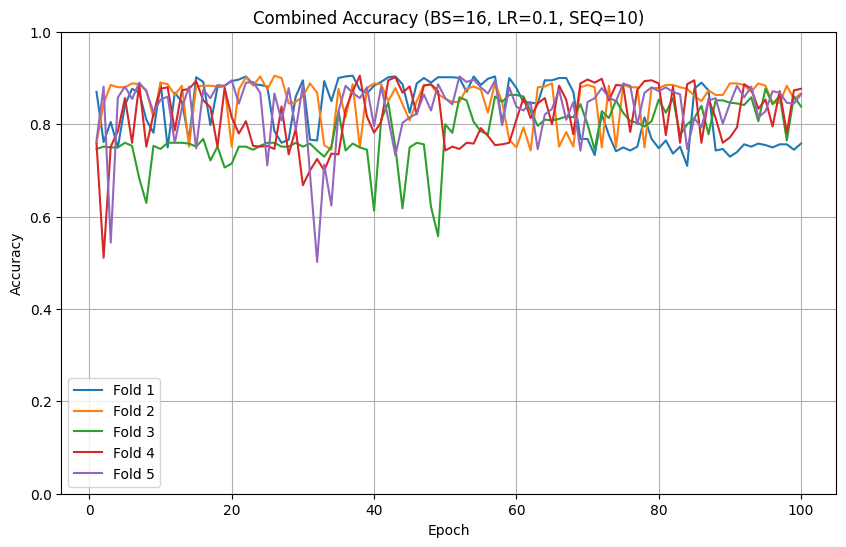 Combined Accuracy (BS=16, LR=0.1, SEQ=10)
1.0
0.8
0.6
0.4
0.2
0.0
Accuracy
Fold 1
Fold 2
Fold 3
Fold 4
Fold 5
0 20 40 60 80 100
Epoch